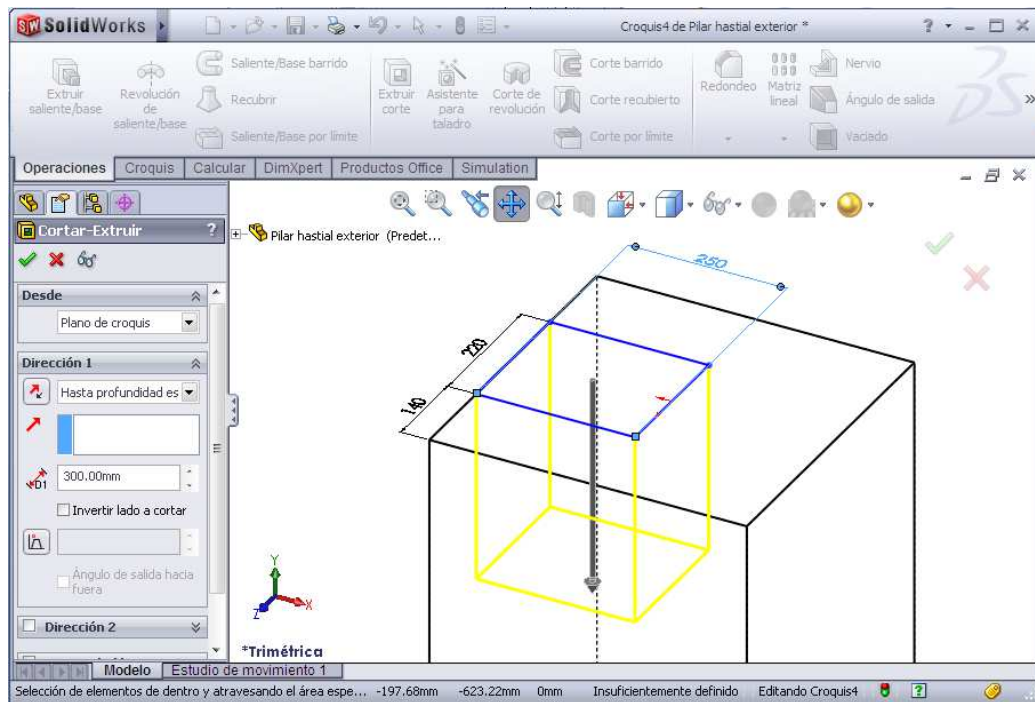 SolidWorks
Croquis4 de Pilar hastial exterior *
?
Extruir saliente/base
Revolución de saliente/base
Saliente/Base barrido
Recubrir
Saliente/Base por límite
Extruir corte
Asistente para taladro
Corte de revolución
Corte barrido
Corte recubierto
Corte por límite
Redondeo
Matriz lineal
Nervio
Ángulo de salida
Vaciado
»
Operaciones
Croquis
Calcular
DimXpert
Productos Office
Simulation
Cortar-Extruir
?
Pilar hastial exterior (Predet...
Desde
Plano de croquis
Dirección 1
Hasta profundidad es
D1
300.00mm
Invertir lado a cortar
Ángulo de salida hacia fuera
Dirección 2
250
220
140
Y
X
Z
*Trimétrica
Modelo
Estudio de movimiento 1
Selección de elementos de dentro y atravesando el área espe...
-197.68mm
-623.22mm
0mm
Insuficientemente definido
Editando Croquis4
?